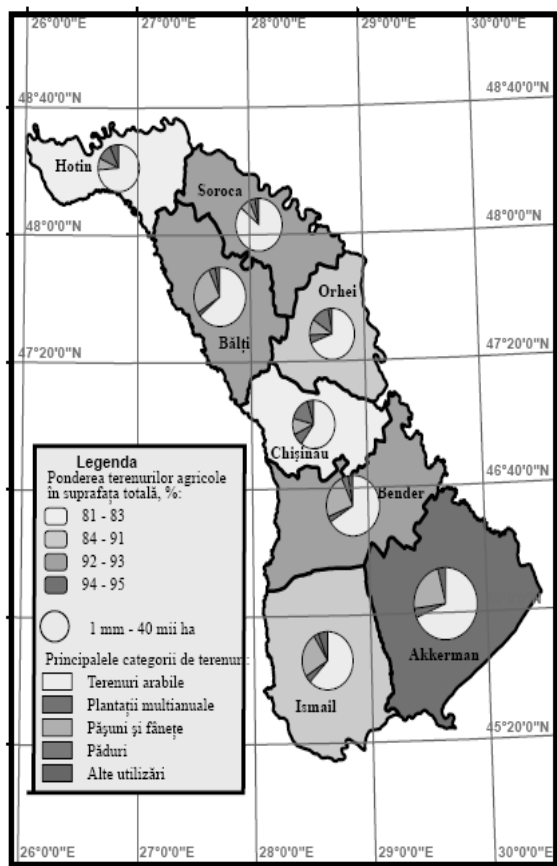 26°0'0"E 27°0'0"E 28°0'0"E 29°0'0"E 30°0'0"E
48°40'0"N 48°40'0"N
Hotin
Soroca
48°0'0"N 48°0'0"N
Orhei
Bălți
47°20'0"N 47°20'0"N
Chișinău
46°40'0"N
Bender
Akkerman
Ismail
45°20'0"N
Legenda
Ponderea terenurilor agricole
în suprafața totală, %:
81 - 83
84 - 91
92 - 93
94 - 95
1 mm - 40 mii ha
Principalele categorii de terenuri:
Terenuri arabile
Plantații multianuale
Pășuni și fânețe
Păduri
Alte utilizări
26°0'0"E 27°0'0"E 28°0'0"E 29°0'0"E 30°0'0"E